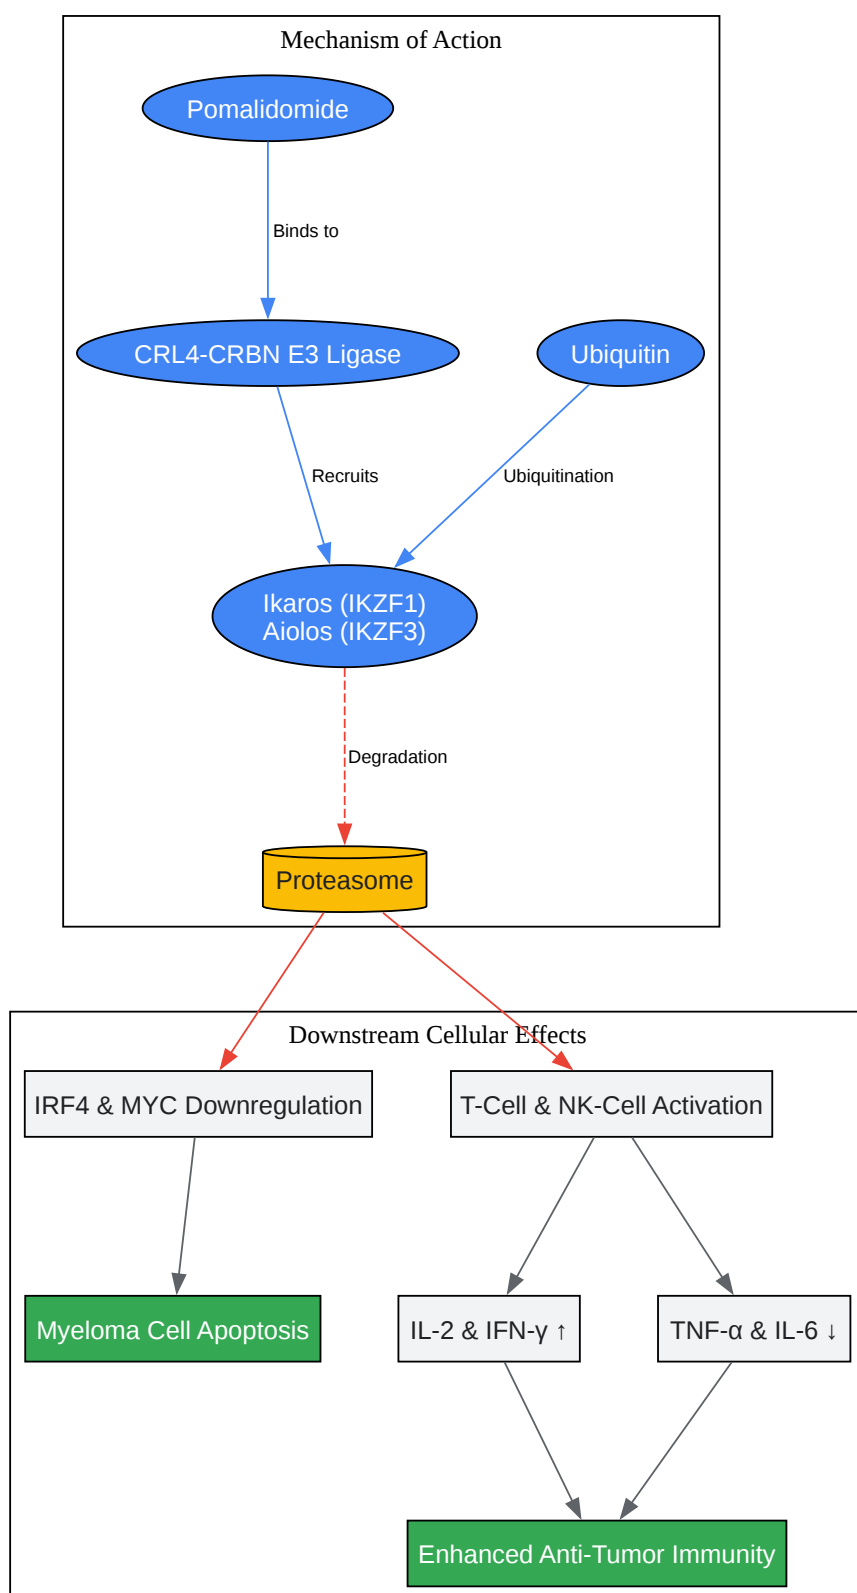 Mechanism of Action
Pomalidomide
Binds to
CRL4-CRBN E3 Ligase
Ubiquitin
Recruits
Ubiquitination
Ikaros (IKZF1)
Aiolos (IKZF3)
Degradation
Proteasome
Downstream Cellular Effects
IRF4 & MYC Downregulation
T-Cell & NK-Cell Activation
Myeloma Cell Apoptosis
IL-2 & IFN-γ ↑
TNF-α & IL-6 ↓
Enhanced Anti-Tumor Immunity